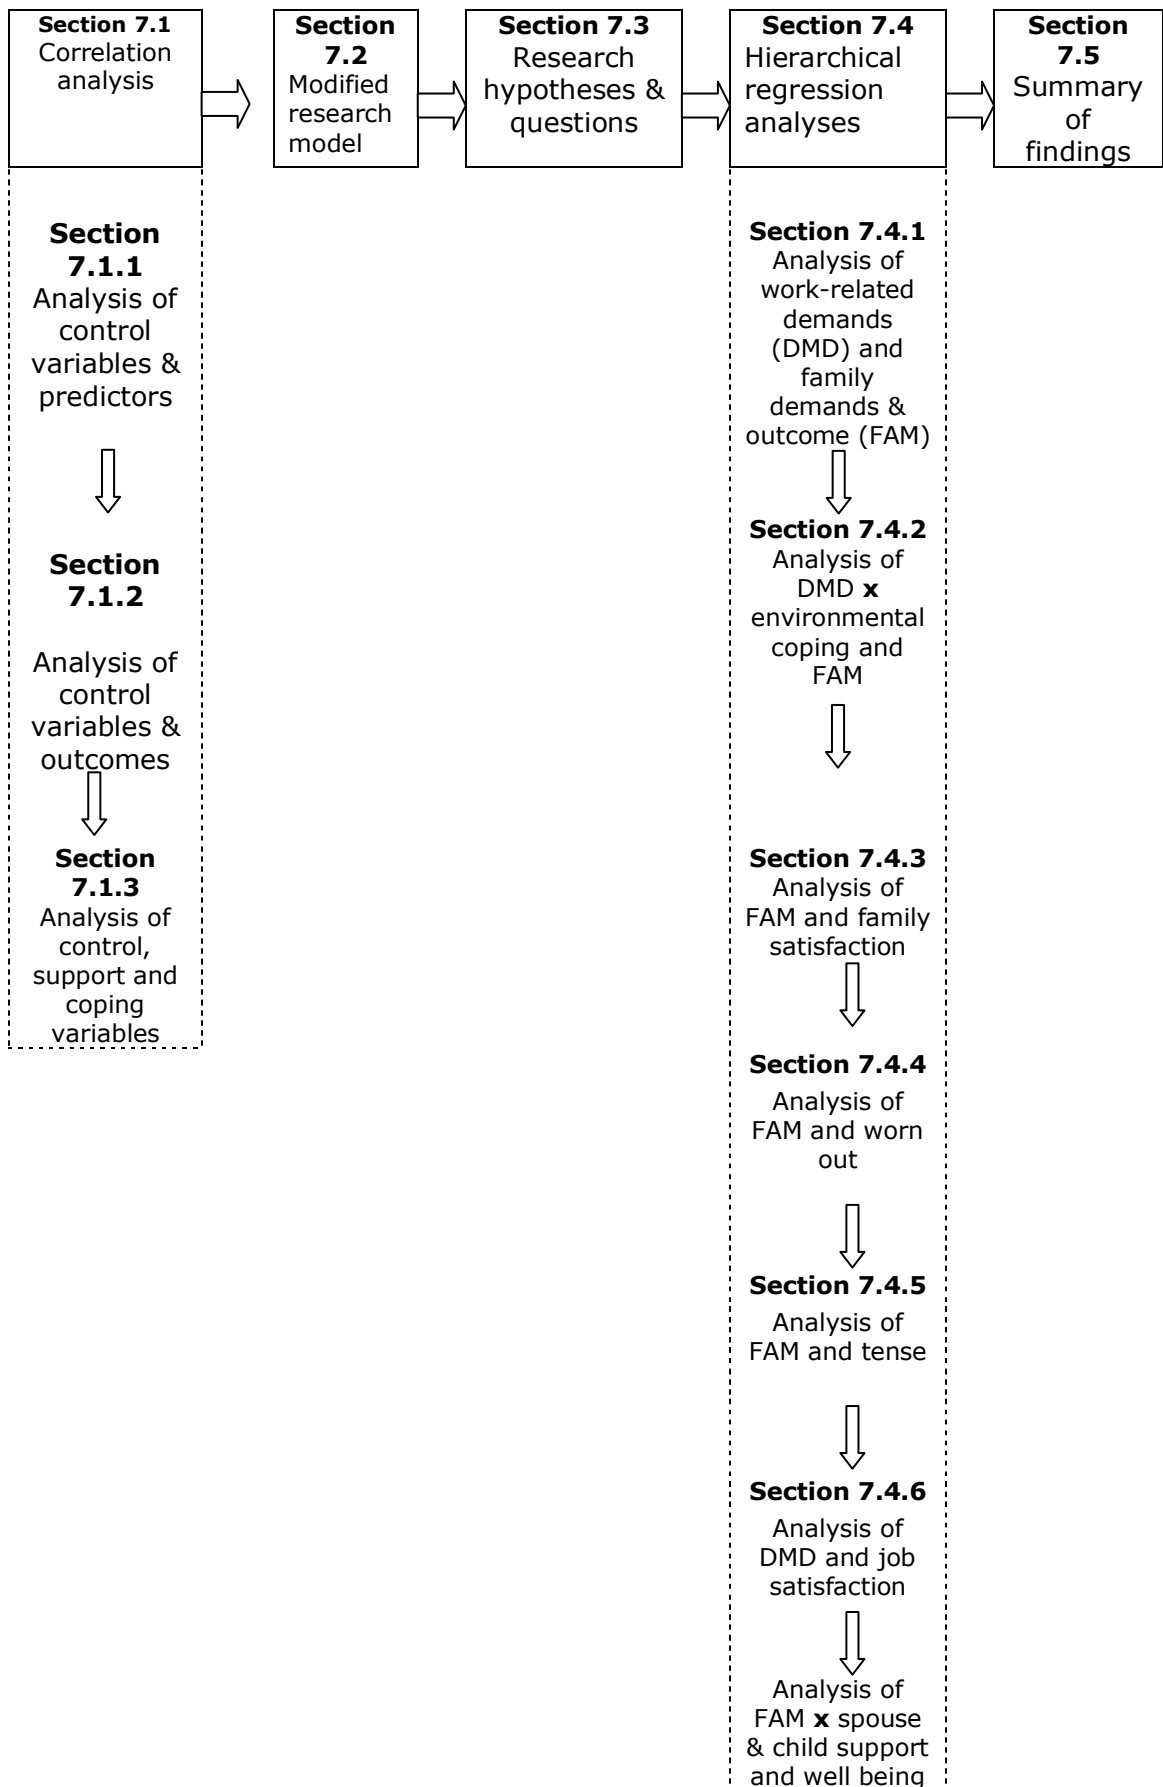 Section 7.1
Correlation
analysis
Section
7.2
Modified
research
model
Section 7.3
Research
hypotheses &
questions
Section 7.4
Hierarchical
regression
analyses
Section
7.5
Summary
of
findings
Section
7.1.1
Analysis of
control
variables &
predictors
Section
7.1.2
Analysis of
control
variables &
outcomes
Section
7.1.3
Analysis of
control,
support and
coping
variables
Section 7.4.1
Analysis of
work-related
demands
(DMD) and
family
demands &
outcome (FAM)
Section 7.4.2
Analysis of
DMD x
environmental
coping and
FAM
Section 7.4.3
Analysis of
FAM and family
satisfaction
Section 7.4.4
Analysis of
FAM and worn
out
Section 7.4.5
Analysis of
FAM and tense
Section 7.4.6
Analysis of
DMD and job
satisfaction
Analysis of
FAM x spouse
& child support
and well being